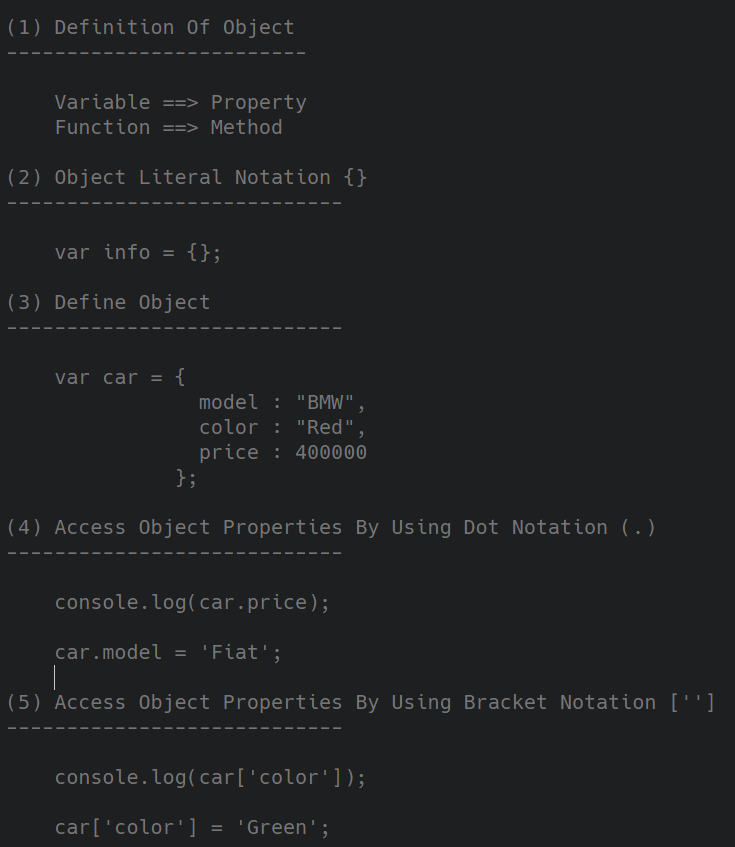 (1) Definition Of Object
-------------------------
Variable ==> Property
Function ==> Method
(2) Object Literal Notation {}
----------------------------
var info = {};
(3) Define Object
----------------------------
var car = {
model : "BMW",
color : "Red",
price : 400000
};
(4) Access Object Properties By Using Dot Notation (.)
----------------------------
console.log(car.price);
car.model = 'Fiat';
(5) Access Object Properties By Using Bracket Notation ['']
----------------------------
console.log(car['color']);
car['color'] = 'Green';